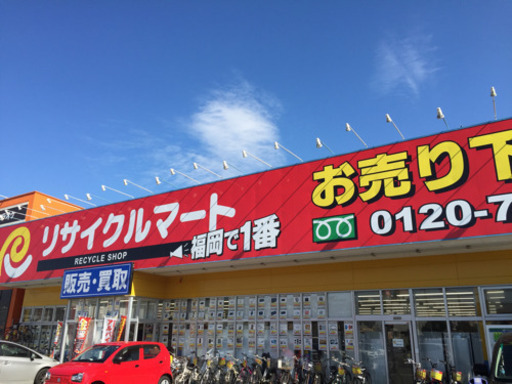 リサイクルマート
RECYCLE SHOP
福岡で1番
お売り下
0120-7
販売・買取